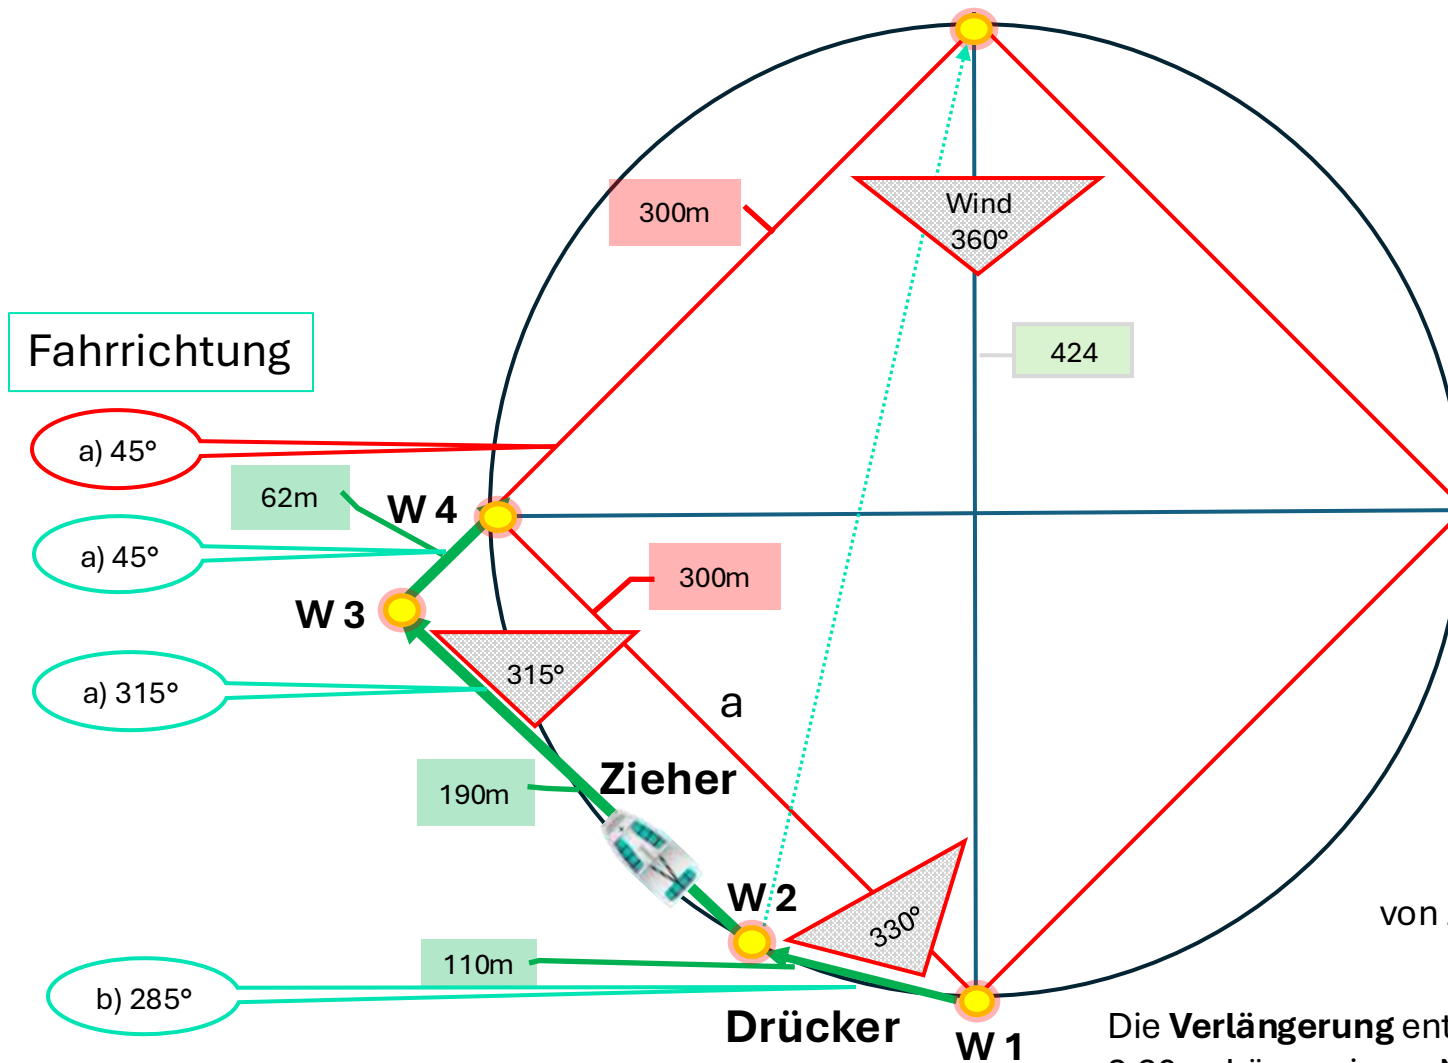 300m
Wind
360°
424
Fahrrichtung
a) 45°
62m
W 4
a) 45°
300m
W 3
315°
a) 315°
a
Zieher
190m
W 2
330°
von
110m
b) 285°
Drücker
W 1
Die Verlängerung ent